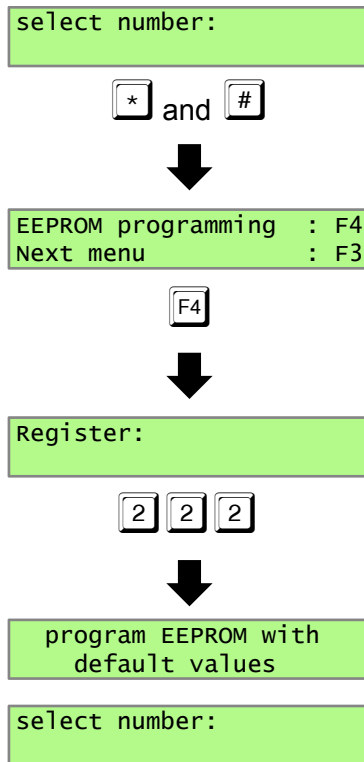 select number:
* and #
EEPROM programming : F4
Next menu : F3
F4
Register:
2 2 2
program EEPROM with
default values
select number: